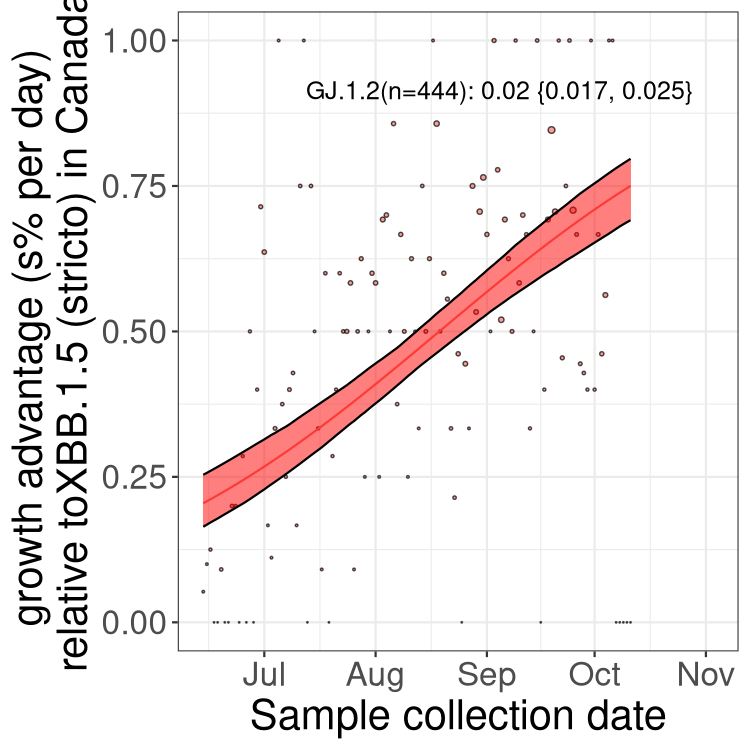 growth advantage (s% per day)
relative toXBB.1.5 (stricto) in Canada
1.00
0.75
0.50
0.25
0.00
GJ.1.2(n=444): 0.02 {0.017, 0.025}
Jul Aug Sep Oct Nov
Sample collection date